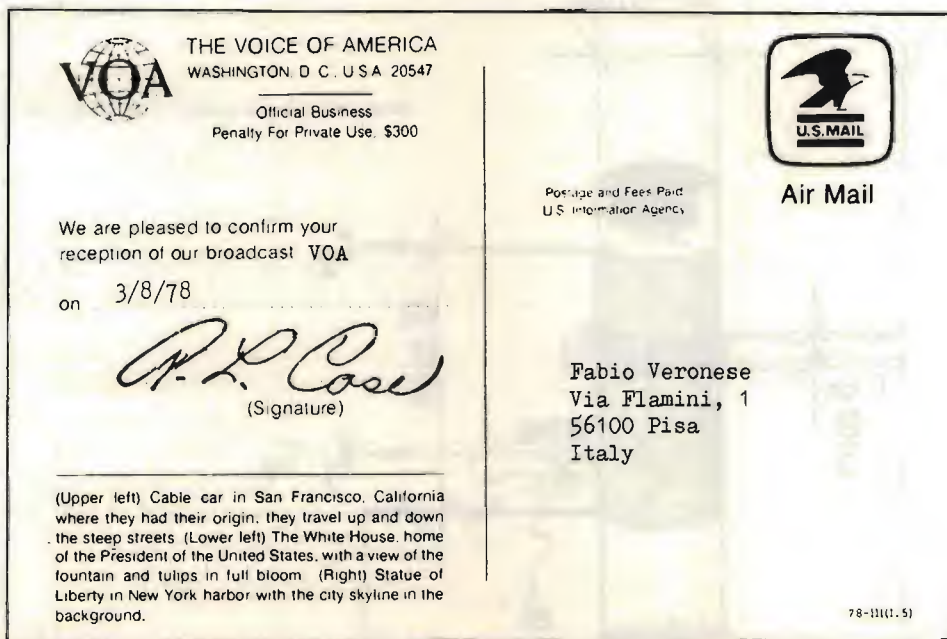 VOA
THE VOICE OF AMERICA
WASHINGTON, D.C., U.S.A. 20547
Official Business
Penalty For Private Use, $300
We are pleased to confirm your
reception of our broadcast VOA
on 3/8/78
(Signature)
(Upper left) Cable car in San Francisco, California
where they had their origin, they travel up and down
the steep streets (Lower left) The White House, home
of the President of the United States, with a view of the
fountain and tulips in full bloom (Right) Statue of
Liberty in New York harbor with the city skyline in the
background.
U.S.MAIL
Air Mail
Postage and Fees Paid
U.S. Information Agency
Fabio Veronese
Via Flamini, 1
56100 Pisa
Italy